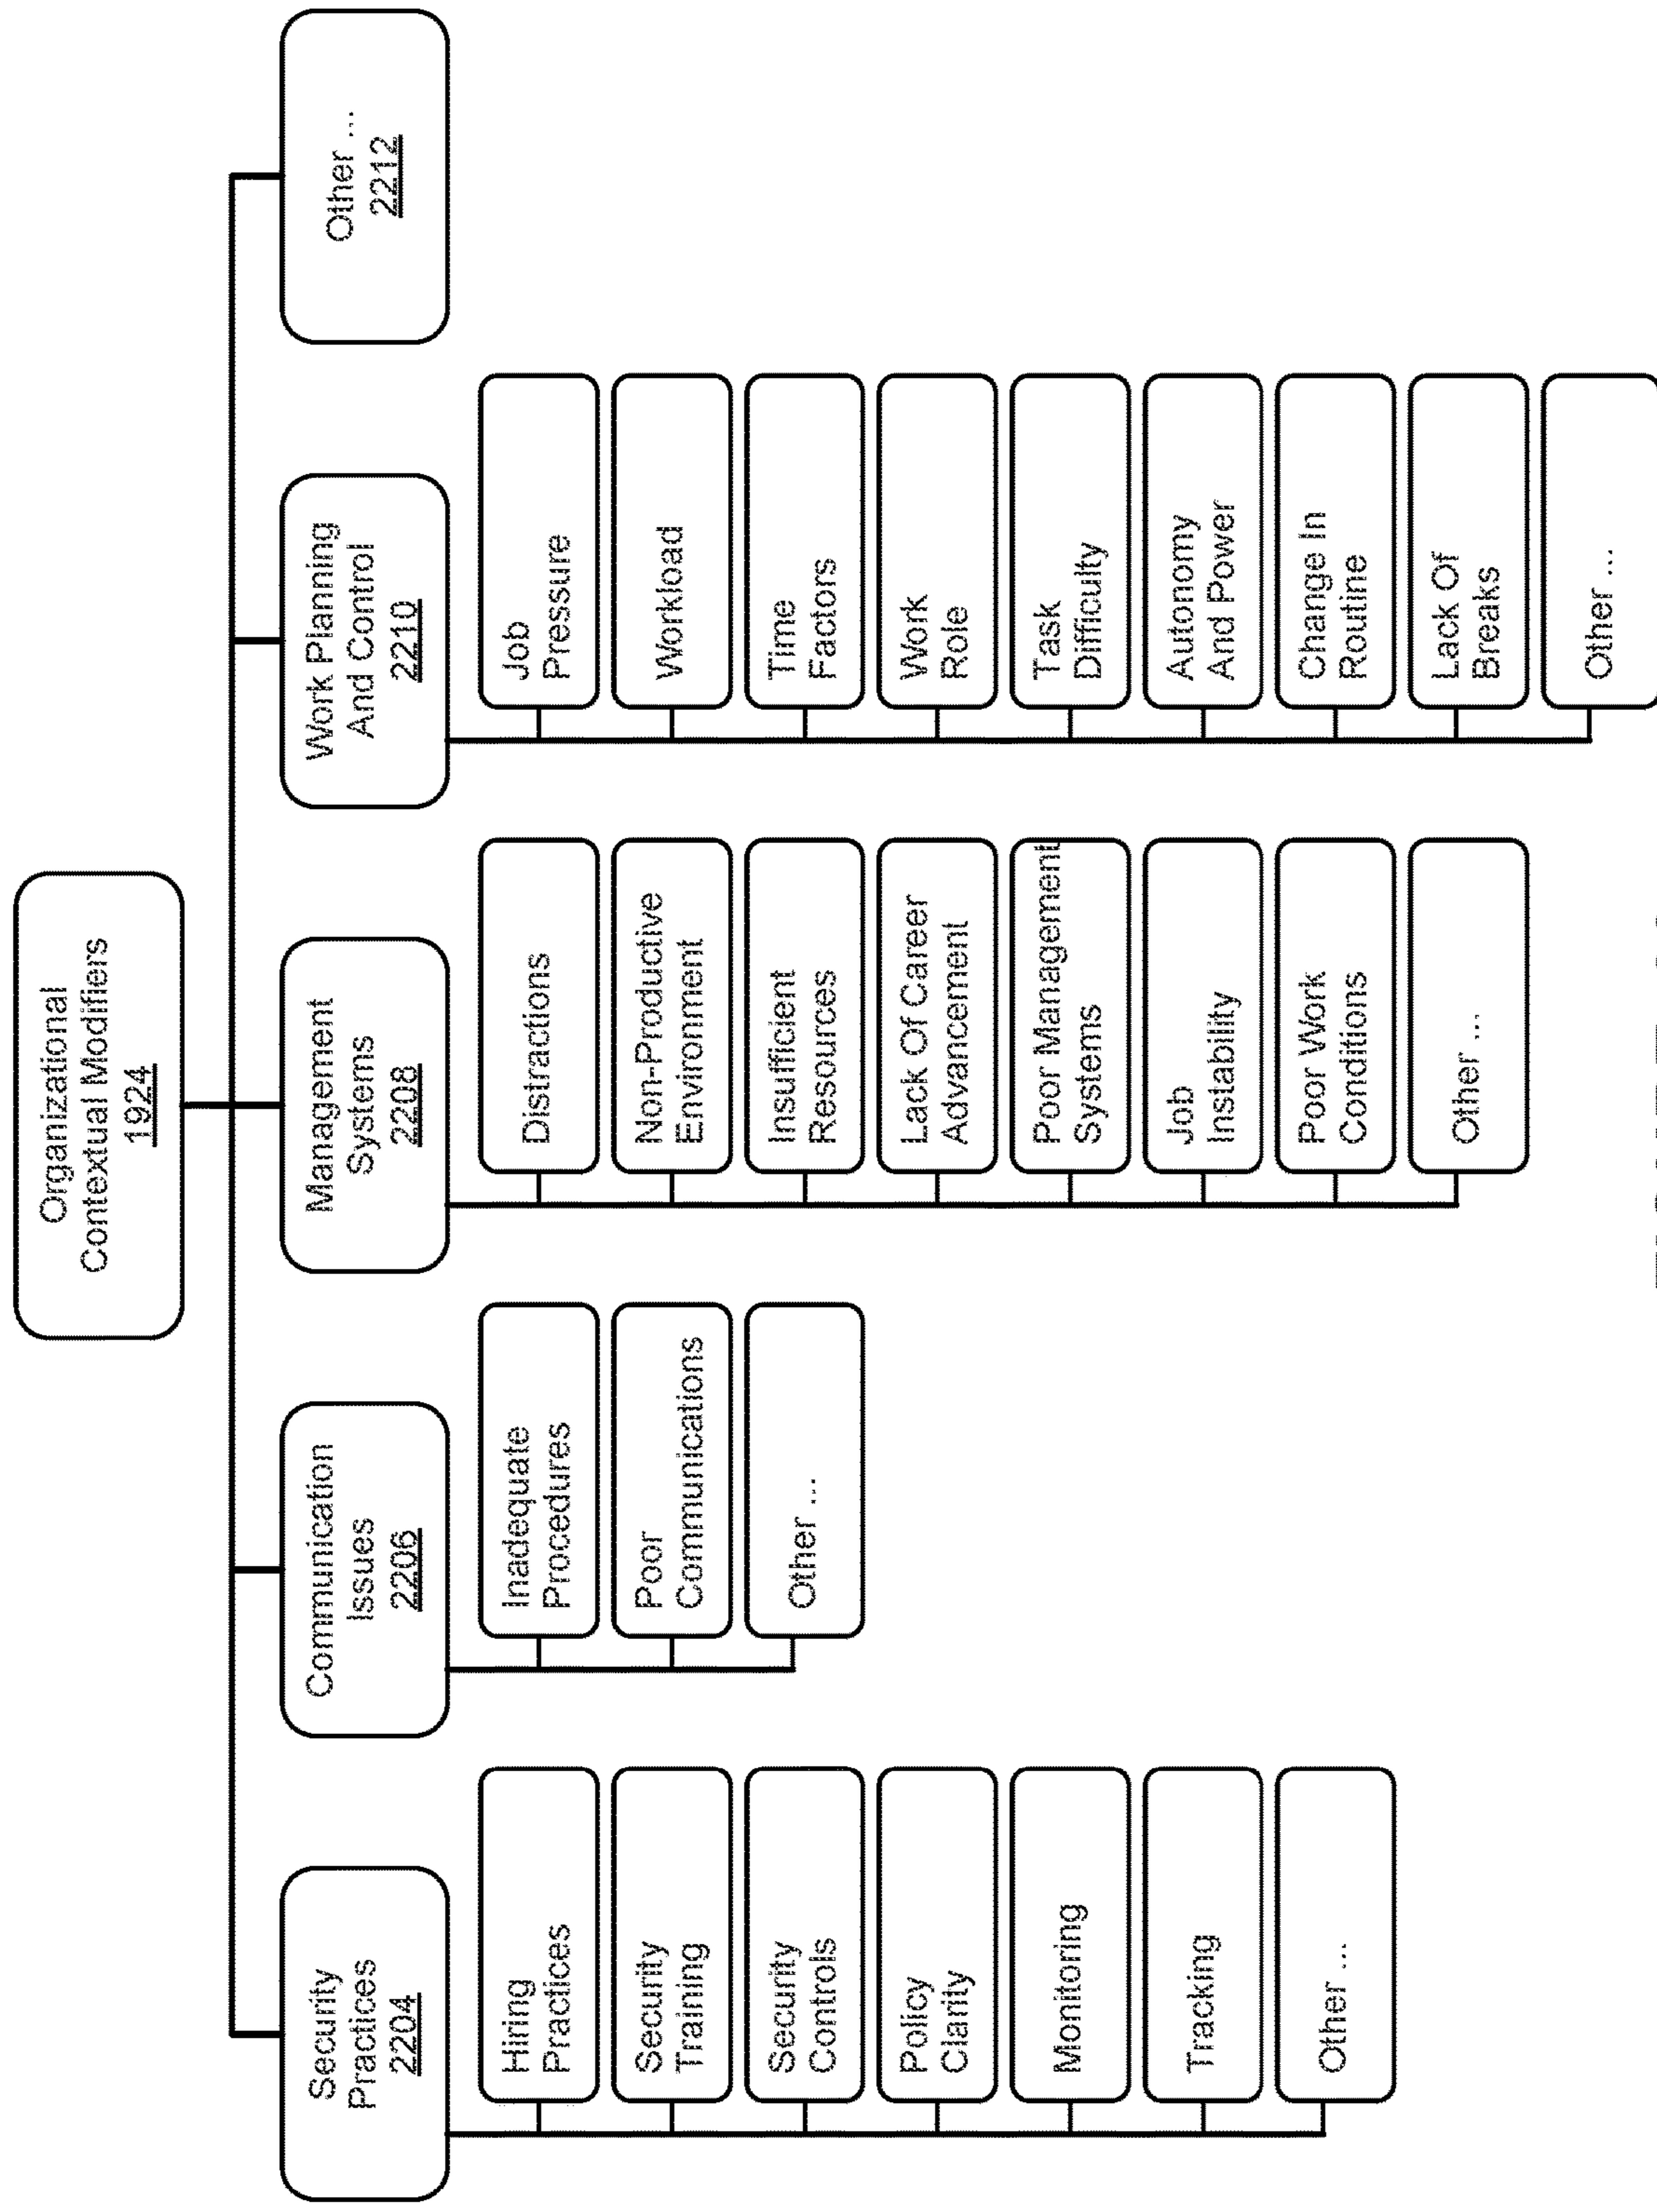 Organizational
Contextual Modifiers
1924
Security
Practices
2204
Hiring
Practices
Security
Training
Security
Controls
Policy
Clarity
Monitoring
Tracking
Other ...
Communication
Issues
2206
Inadequate
Procedures
Poor
Communications
Other ...
Management
Systems
2208
Distractions
Non-Productive
Environment
Insufficient
Resources
Lack Of Career
Advancement
Poor Management
Systems
Job
Instability
Poor Work
Conditions
Other ...
Work Planning
And Control
2210
Job
Pressure
Workload
Time
Factors
Work
Role
Task
Difficulty
Autonomy
And Power
Change In
Routine
Lack Of
Breaks
Other ...
Other ...
2212